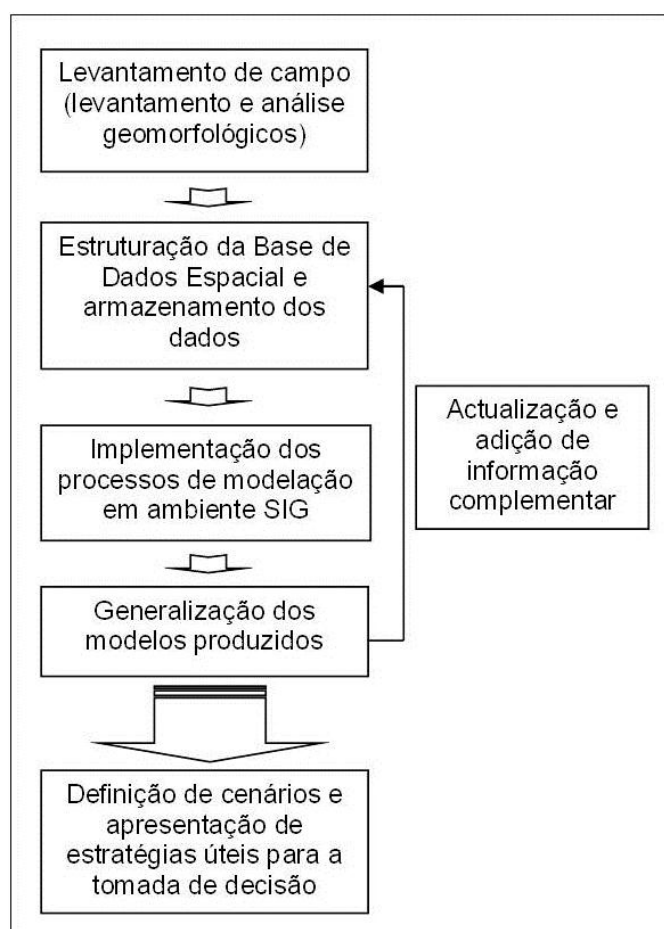 Levantamento de campo
(levantamento e análise
geomorfológicos)
Estruturação da Base de
Dados Espacial e
armazenamento dos
dados
Implementação dos
processos de modelação
em ambiente SIG
Actualização e
adição de
informação
complementar
Generalização dos
modelos produzidos
Definição de cenários e
apresentação de
estratégias úteis para a
tomada de decisão